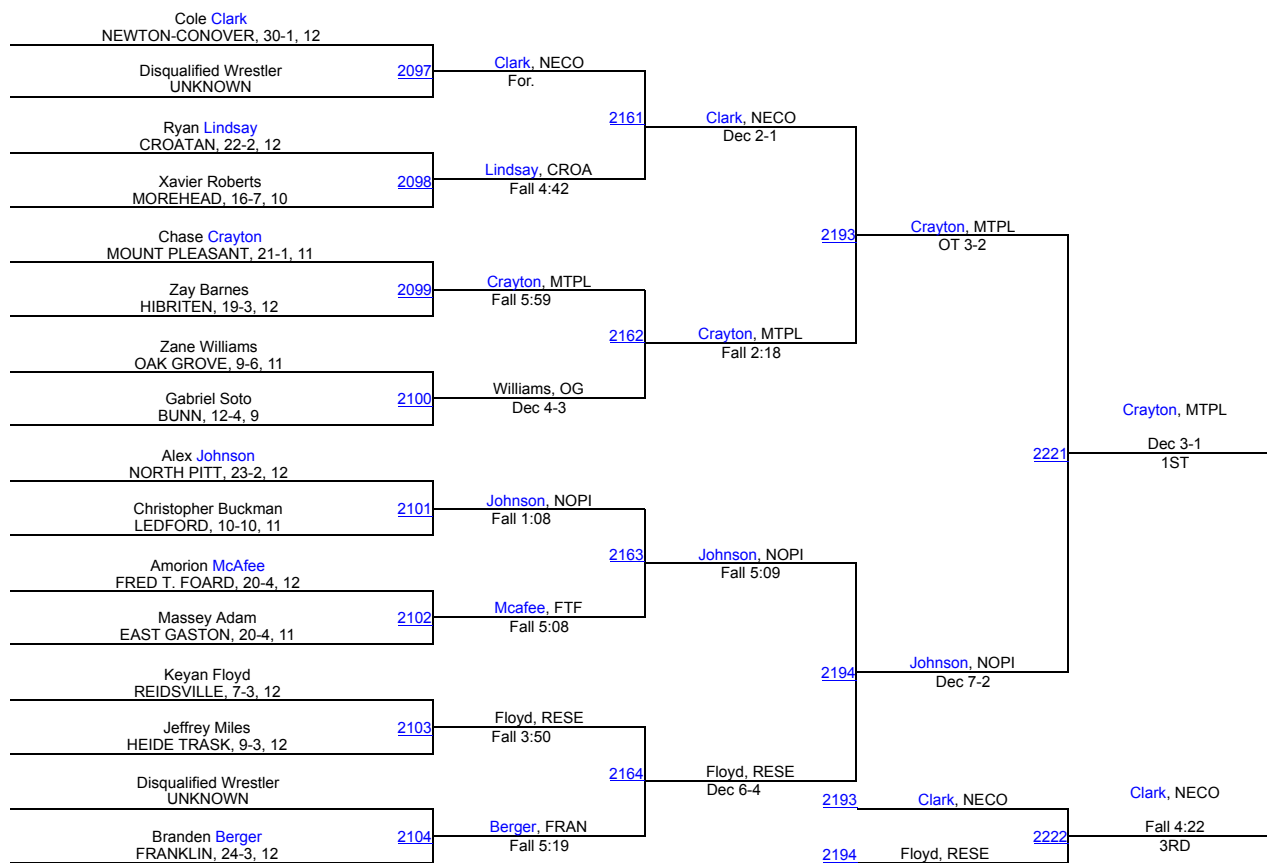 Cole Clark
NEWTON-CONOVER, 30-1, 12
Disqualified Wrestler
UNKNOWN
2097
Clark, NECO
For.
2161
Clark, NECO
Dec 2-1
Ryan Lindsay
CROATAN, 22-2, 12
Xavier Roberts
MOREHEAD, 16-7, 10
2098
Lindsay, CROA
Fall 4:42
2193
Crayton, MTPL
OT 3-2
Chase Crayton
MOUNT PLEASANT, 21-1, 11
Zay Barnes
HIBRITEN, 19-3, 12
2099
Crayton, MTPL
Fall 5:59
2162
Crayton, MTPL
Fall 2:18
Zane Williams
OAK GROVE, 9-6, 11
Gabriel Soto
BUNN, 12-4, 9
2100
Williams, OG
Dec 4-3
2221
Crayton, MTPL
Dec 3-1
1ST
Alex Johnson
NORTH PITT, 23-2, 12
Christopher Buckman
LEDFORD, 10-10, 11
2101
Johnson, NOPI
Fall 1:08
2163
Johnson, NOPI
Fall 5:09
Amorion McAfee
FRED T. FOARD, 20-4, 12
Massey Adam
EAST GASTON, 20-4, 11
2102
Mcafee, FTF
Fall 5:08
2194
Johnson, NOPI
Dec 7-2
Keyan Floyd
REIDSVILLE, 7-3, 12
Jeffrey Miles
HEIDE TRASK, 9-3, 12
2103
Floyd, RESE
Fall 3:50
2164
Floyd, RESE
Dec 6-4
Disqualified Wrestler
UNKNOWN
Branden Berger
FRANKLIN, 24-3, 12
2104
Berger, FRAN
Fall 5:19
2193
Clark, NECO
2194
Floyd, RESE
2222
Clark, NECO
Fall 4:22
3RD